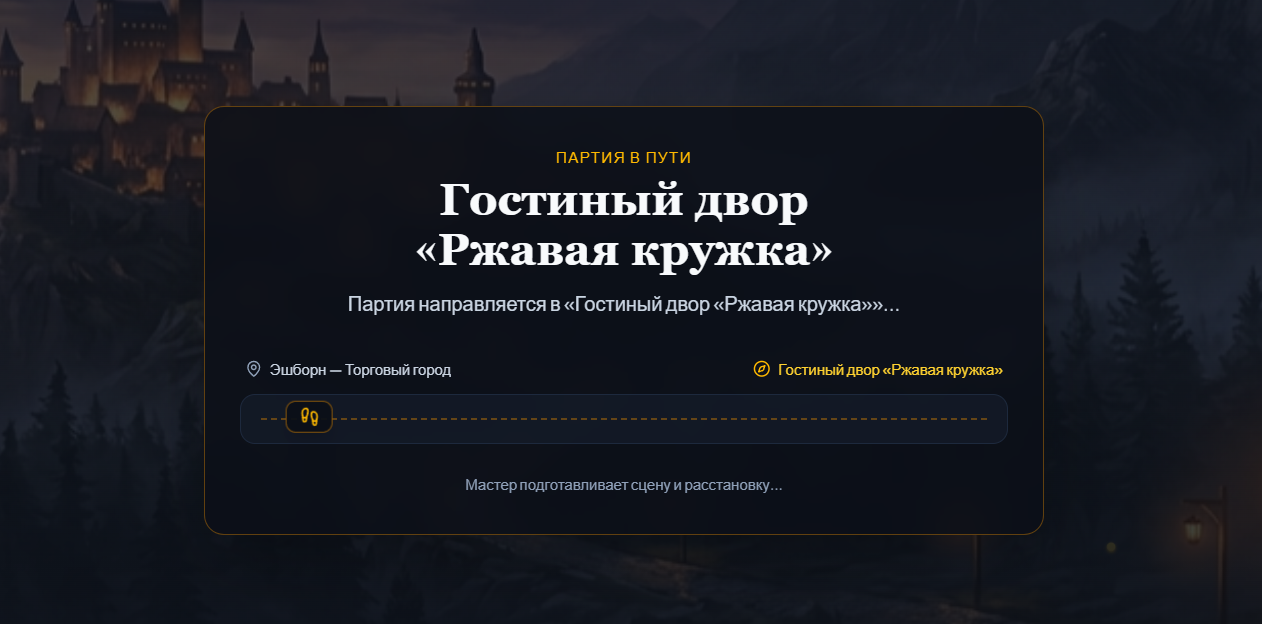 ПАРТИЯ В ПУТИ
Гостиный двор
«Ржавая кружка»
Партия направляется в «Гостиный двор «Ржавая кружка»»...
Эшборн — Торговый город
Гостиный двор «Ржавая кружка»
Мастер подготавливает сцену и расстановку...